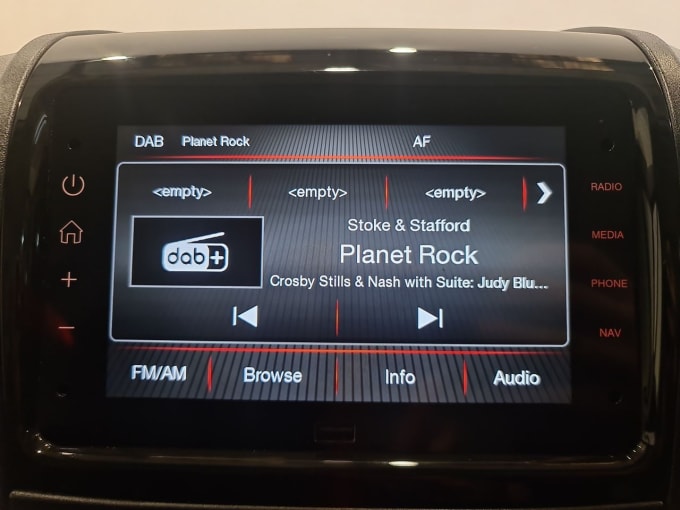 DAB Planet Rock AF
<empty> <empty> <empty>
RADIO
Stoke & Stafford
MEDIA
dab+
Planet Rock
Crosby Stills & Nash with Suite: Judy Blu...
PHONE
NAV
FM/AM Browse Info Audio